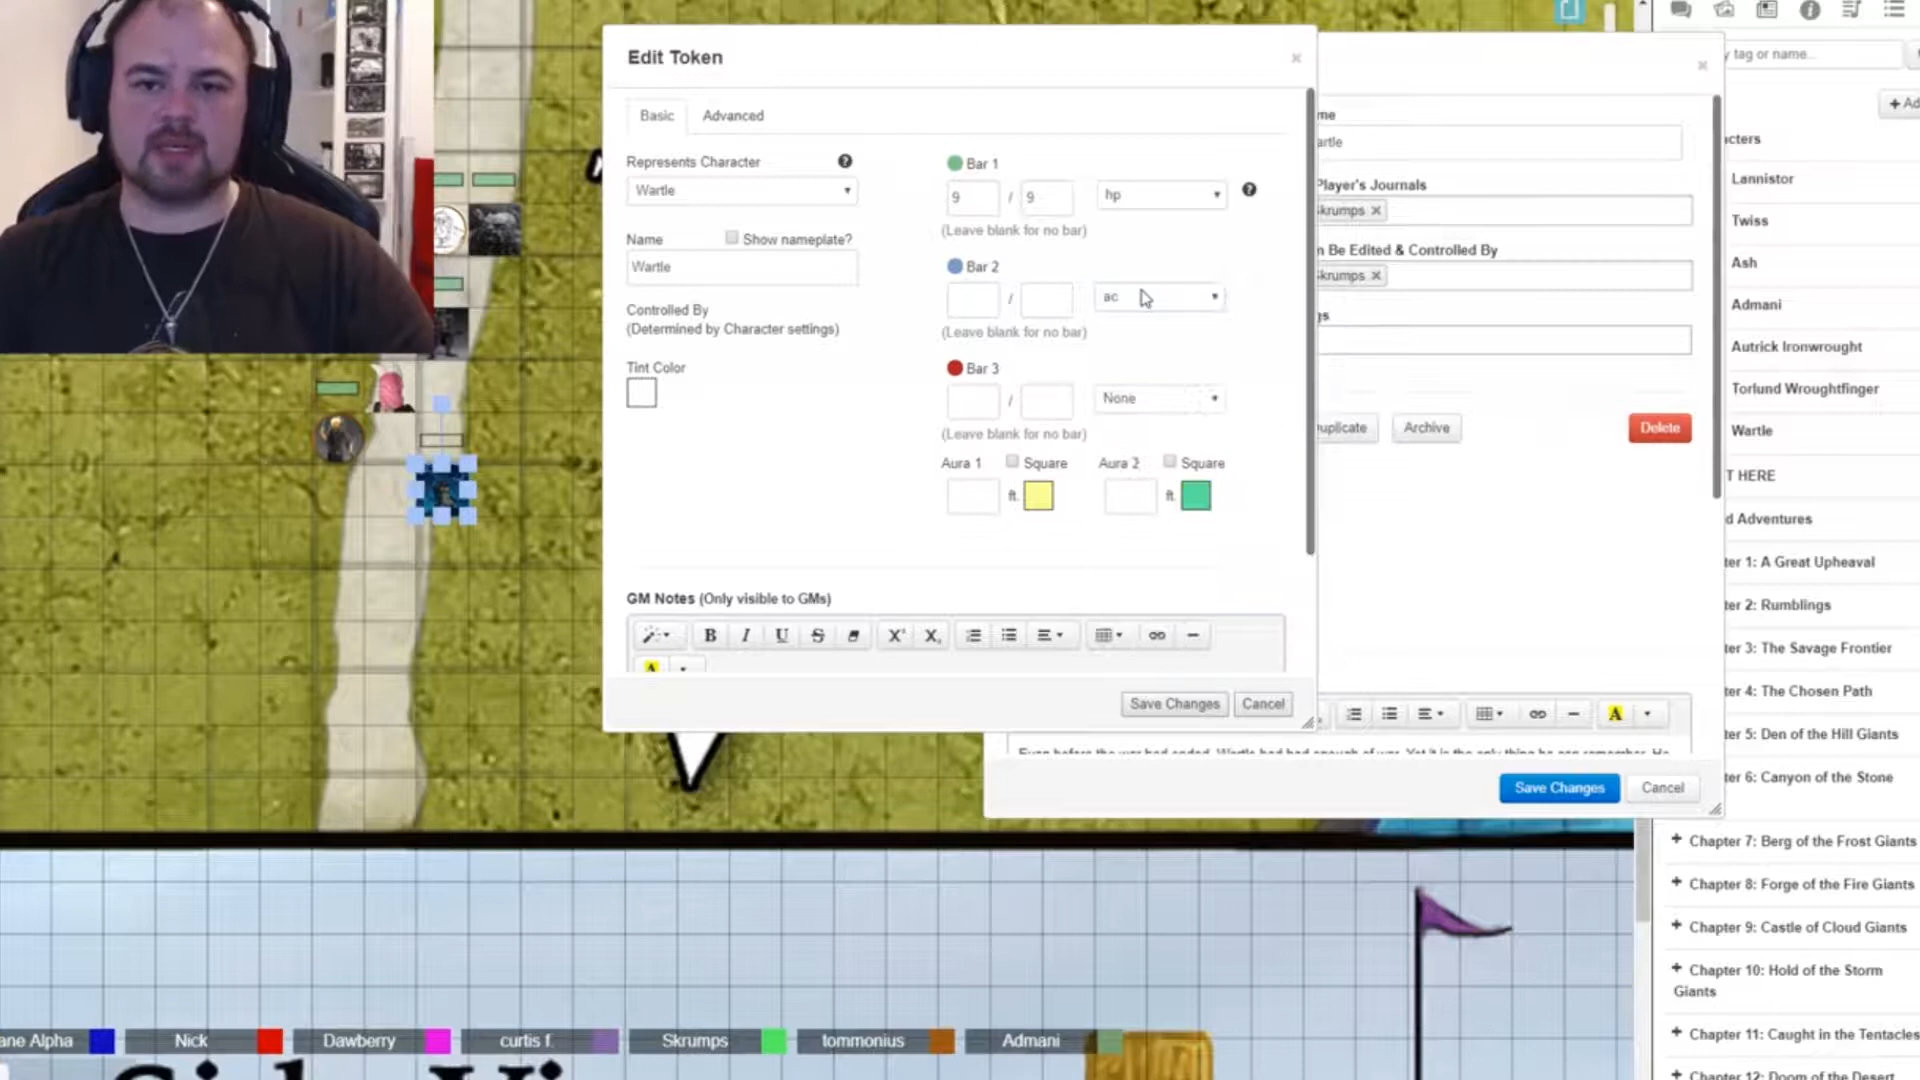 Edit Token
Basic
Advanced
Represents Character
Wartle
Name
Show nameplate?
Wartle
Controlled By
(Determined by Character settings)
Tint Color
Bar 1
9 / 9
hp
(Leave blank for no bar)
Bar 2
/
ac
(Leave blank for no bar)
Bar 3
/
None
(Leave blank for no bar)
Aura 1
Square
Aura 2
Square
ft.
ft.
GM Notes (Only visible to GMs)
B I U S
Save Changes
Cancel
me
artle
Player's Journals
Skrumps
n Be Edited & Controlled By
Skrumps
gs
uplicate
Archive
Delete
Save Changes
Cancel
y tag or name...
+ Ad
acters
Lannistor
Twiss
Ash
Admani
Autrick Ironwrought
Torlund Wroughtfinger
Wartle
T HERE
d Adventures
ter 1: A Great Upheaval
ter 2: Rumblings
ter 3: The Savage Frontier
ter 4: The Chosen Path
ter 5: Den of the Hill Giants
ter 6: Canyon of the Stone
Chapter 7: Berg of the Frost Giants
Chapter 8: Forge of the Fire Giants
Chapter 9: Castle of Cloud Giants
Chapter 10: Hold of the Storm
Giants
Chapter 11: Caught in the Tentacles
Chapter 12: Doom of the Desert
ane Alpha
Nick
Dawberry
curtis f.
Skrumps
tommonius
Admani